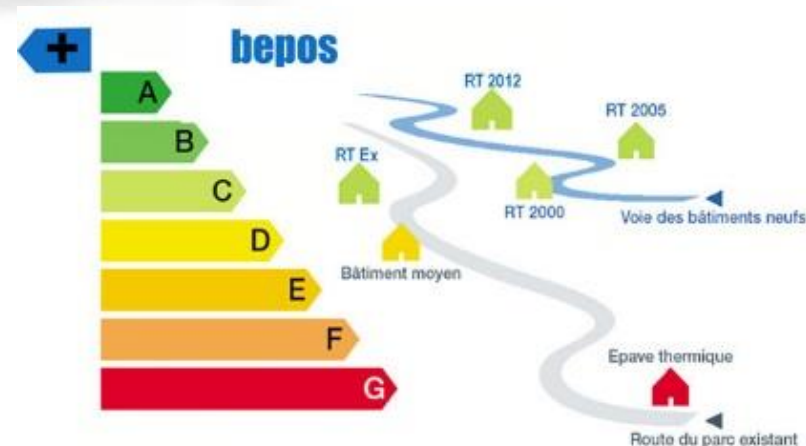 +
bepos
A
B
C
D
E
F
G
RT 2012
RT 2005
RT Ex
RT 2000
Voie des bâtiments neufs
Bâtiment moyen
Epave thermique
Route du parc existant